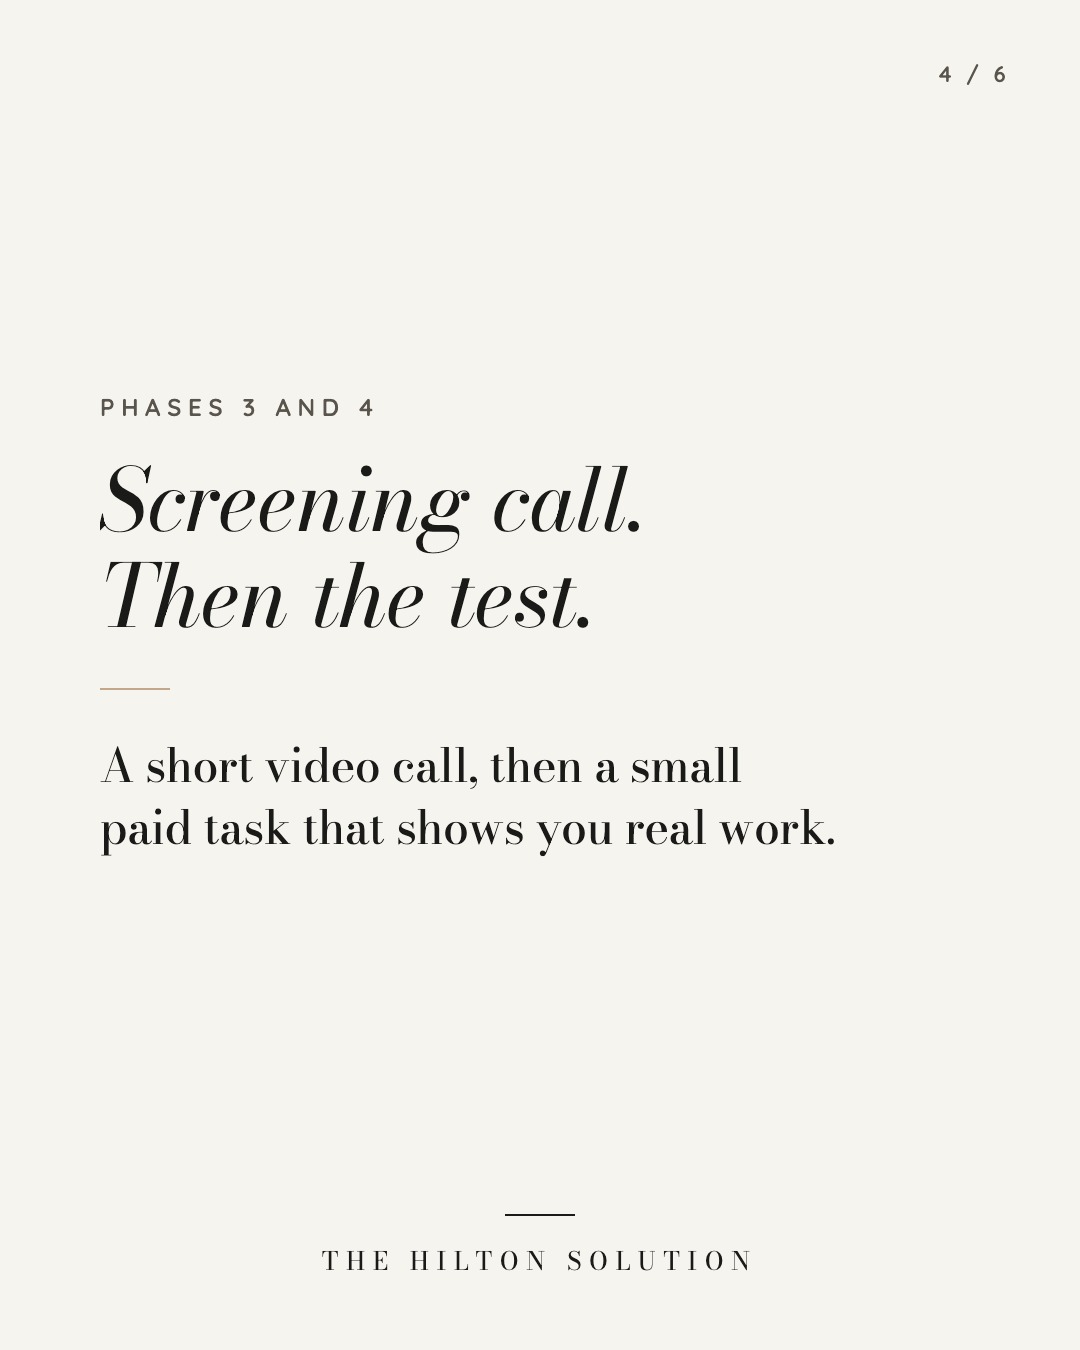 4 / 6
PHASES 3 AND 4
Screening call.
Then the test.
A short video call, then a small
paid task that shows you real work.
THE HILTON SOLUTION